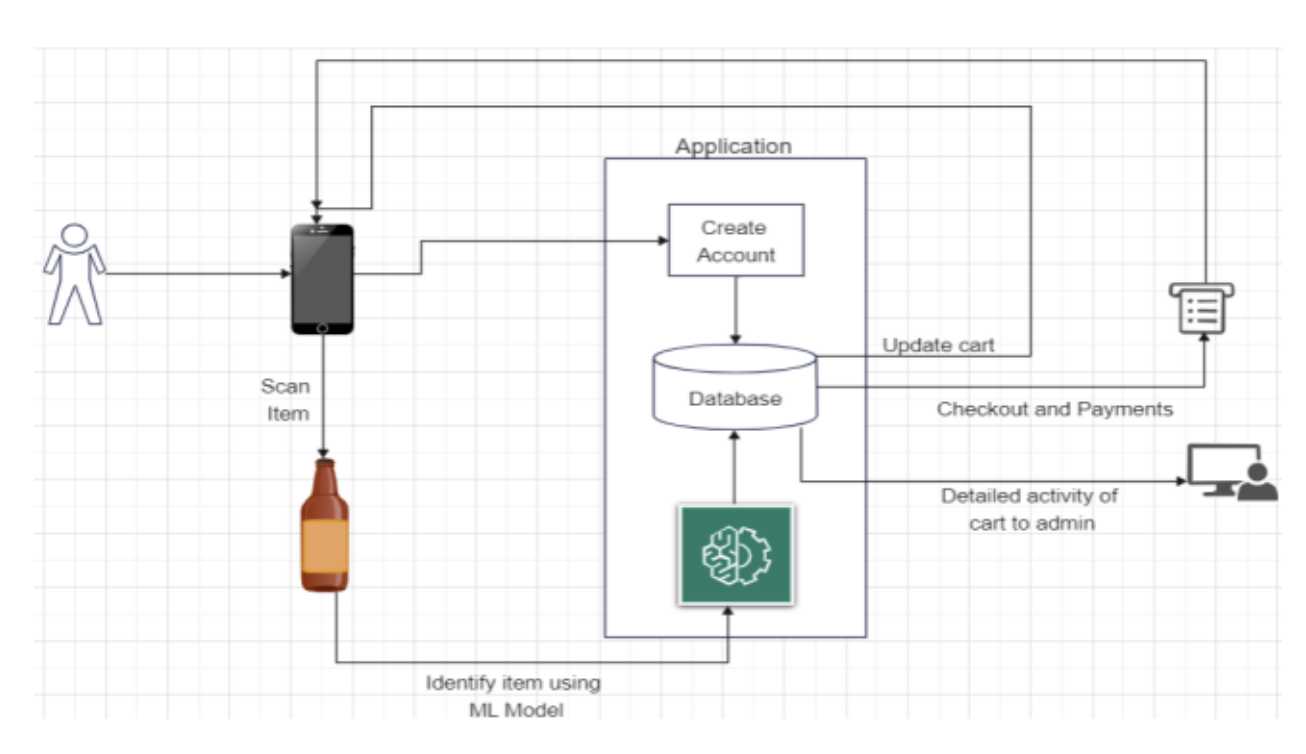 Application
Create
Account
Update cart
Scan
Item
Database
Checkout and Payments
Detailed activity of
cart to admin
Identify item using
ML Model